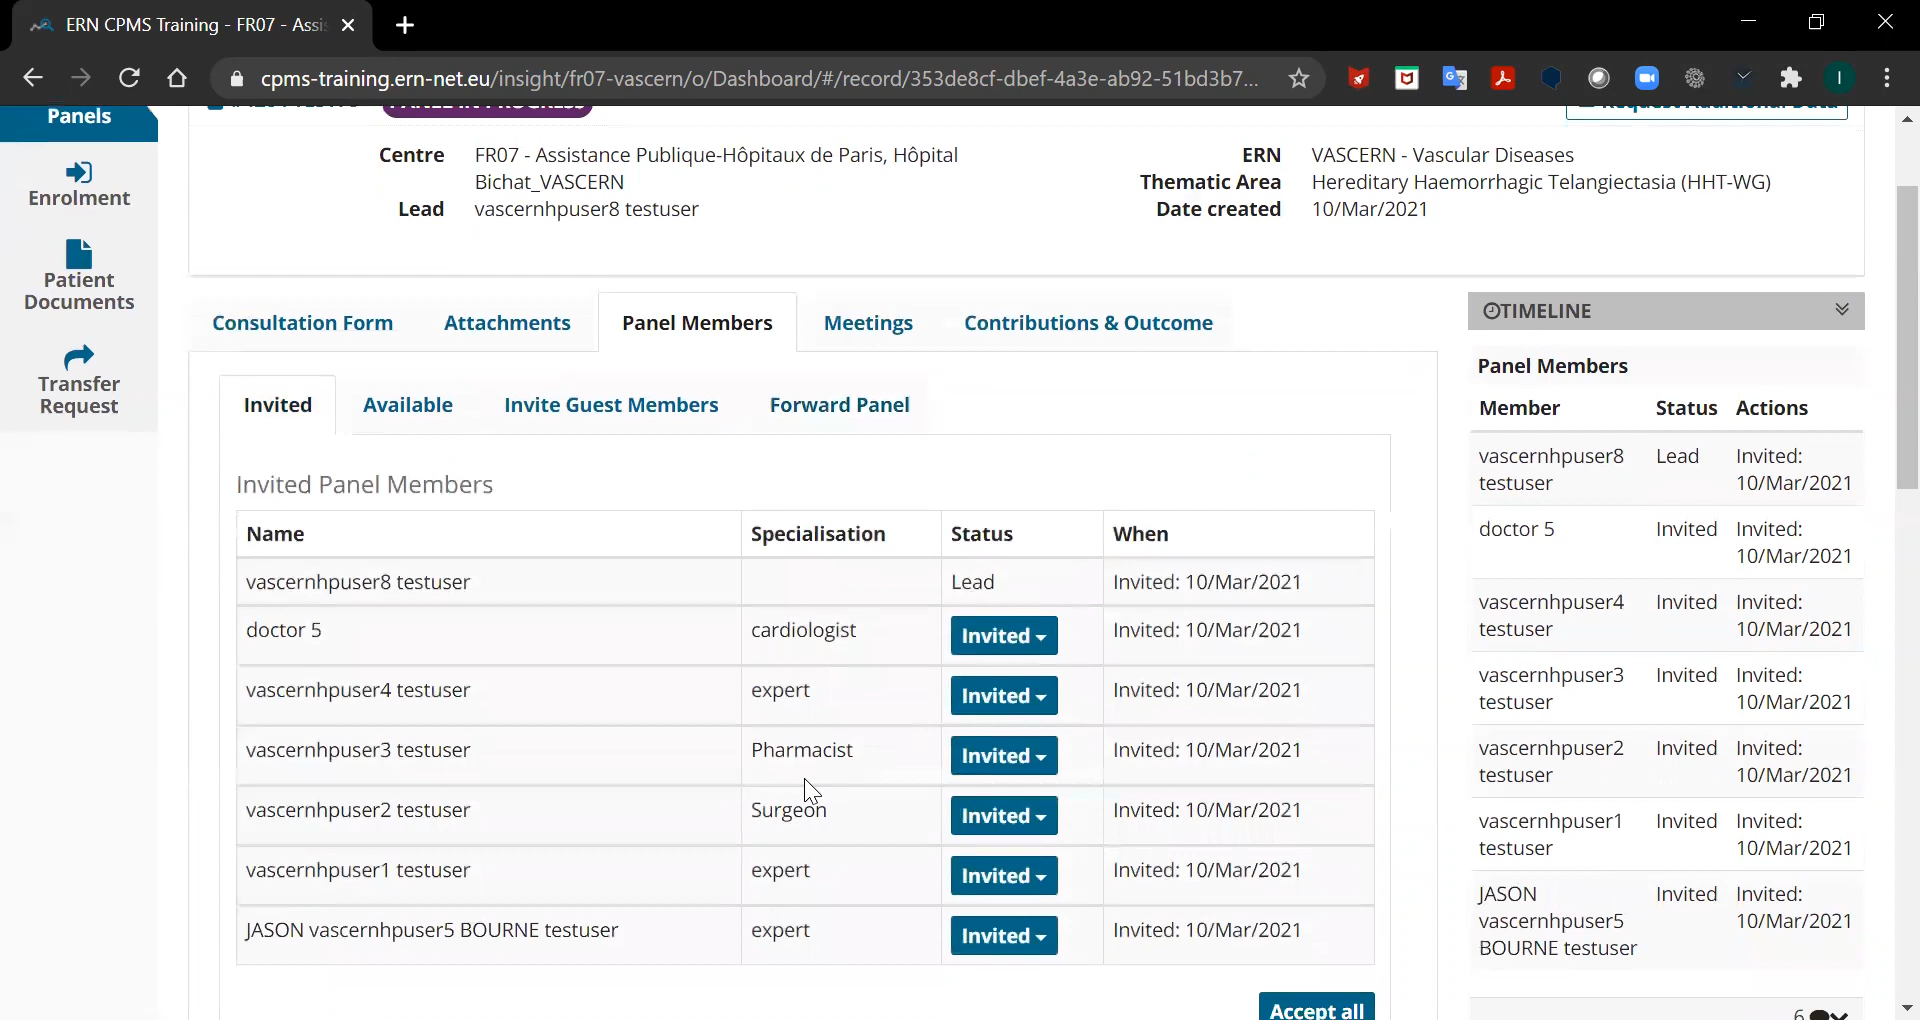 ERN CPMS Training - FR07 - Assis
cpms-training.ern-net.eu/insight/fr07-vascern/o/Dashboard/#/record/353de8cf-dbef-4a3e-ab92-51bd3b7...
Panels
Enrolment
Patient
Documents
Transfer
Request
PANEL IN PROGRESS
Request Additional Data
Centre FR07 - Assistance Publique-Hôpitaux de Paris, Hôpital
Bichat_VASCERN
Lead vascernhpuser8 testuser
ERN VASCERN - Vascular Diseases
Thematic Area Hereditary Haemorrhagic Telangiectasia (HHT-WG)
Date created 10/Mar/2021
Consultation Form Attachments Panel Members Meetings Contributions & Outcome
Invited Available Invite Guest Members Forward Panel
Invited Panel Members
Name Specialisation Status When
vascernhpuser8 testuser Lead Invited: 10/Mar/2021
doctor 5 cardiologist Invited Invited: 10/Mar/2021
vascernhpuser4 testuser expert Invited Invited: 10/Mar/2021
vascernhpuser3 testuser Pharmacist Invited Invited: 10/Mar/2021
vascernhpuser2 testuser Surgeon Invited Invited: 10/Mar/2021
vascernhpuser1 testuser expert Invited Invited: 10/Mar/2021
JASON vascernhpuser5 BOURNE testuser expert Invited Invited: 10/Mar/2021
Accept all
TIMELINE
Panel Members
Member Status Actions
vascernhpuser8 Lead Invited:
testuser 10/Mar/2021
doctor 5 Invited Invited:
10/Mar/2021
vascernhpuser4 Invited Invited:
testuser 10/Mar/2021
vascernhpuser3 Invited Invited:
testuser 10/Mar/2021
vascernhpuser2 Invited Invited:
testuser 10/Mar/2021
vascernhpuser1 Invited Invited:
testuser 10/Mar/2021
JASON Invited Invited:
vascernhpuser5 10/Mar/2021
BOURNE testuser
6